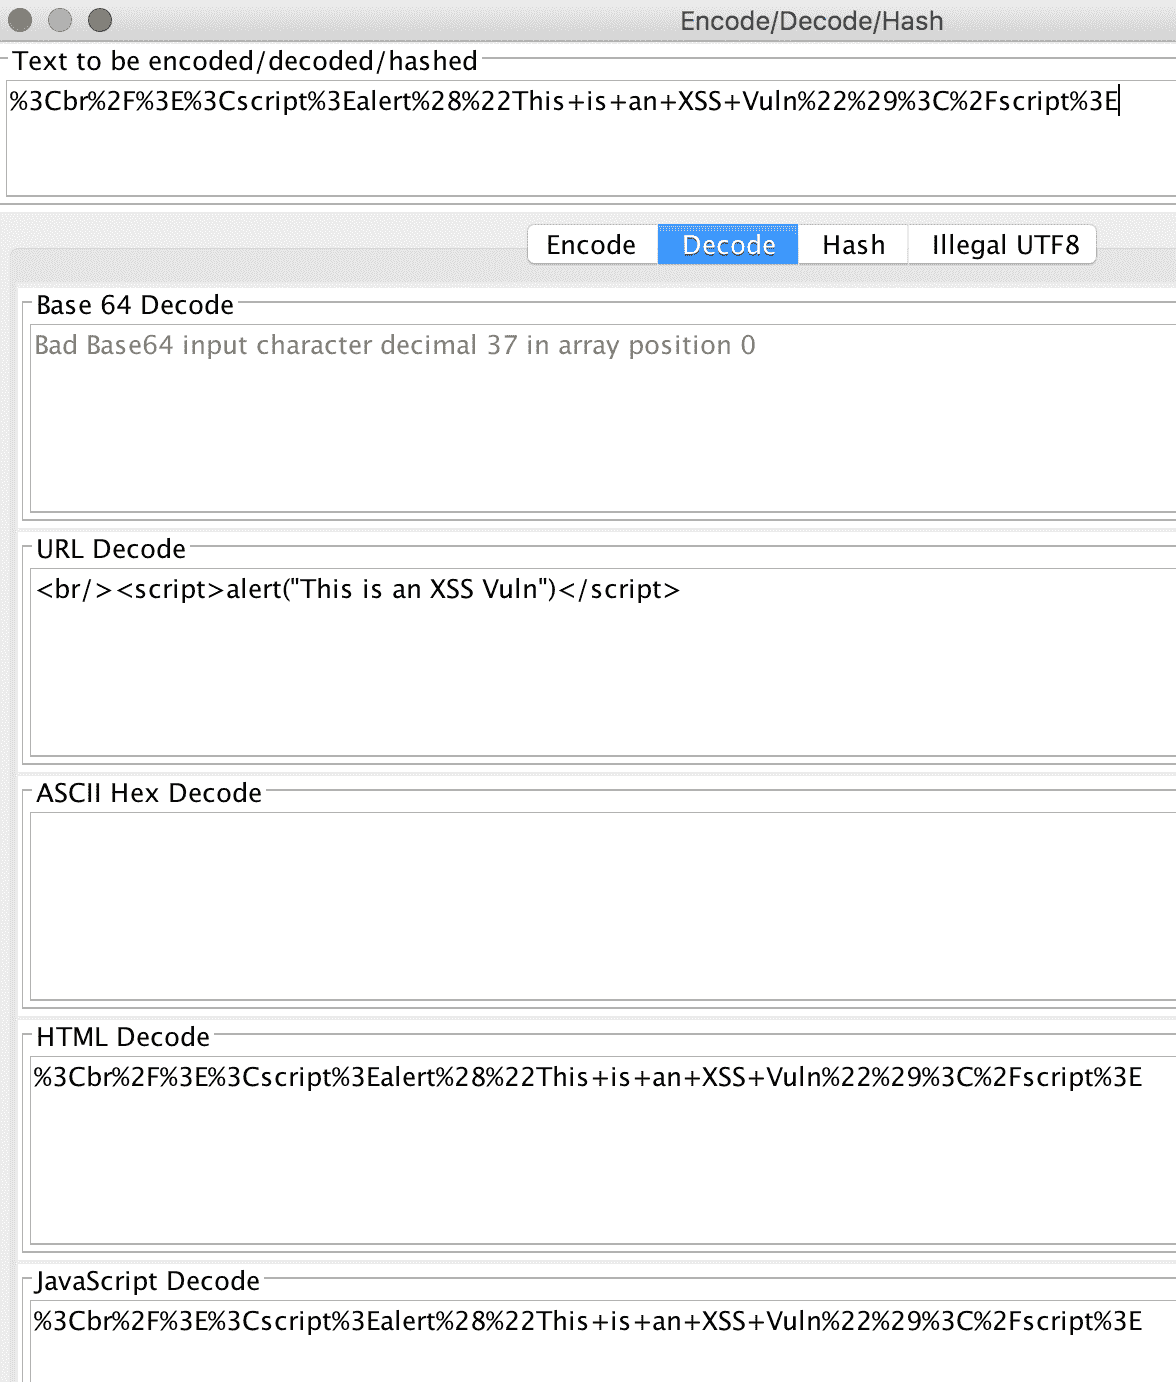 Encode/Decode/Hash
Text to be encoded/decoded/hashed
%3Cbr%2F%3E%3Cscript%3Ealert%28%22This+is+an+XSS+Vuln%22%29%3C%2Fscript%3E
Encode Decode Hash Illegal UTF8
Base 64 Decode
Bad Base64 input character decimal 37 in array position 0
URL Decode
<br/><script>alert("This is an XSS Vuln")</script>
ASCII Hex Decode
HTML Decode
%3Cbr%2F%3E%3Cscript%3Ealert%28%22This+is+an+XSS+Vuln%22%29%3C%2Fscript%3E
JavaScript Decode
%3Cbr%2F%3E%3Cscript%3Ealert%28%22This+is+an+XSS+Vuln%22%29%3C%2Fscript%3E